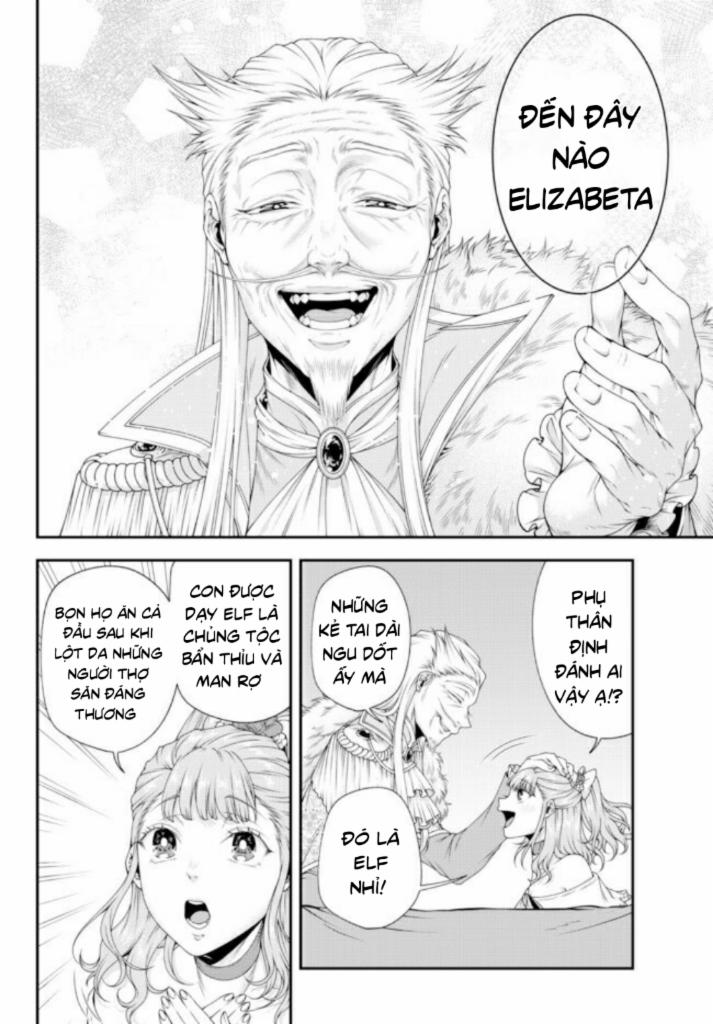 ĐẾN ĐÂY
NÀO
ELIZABETA
PHỤ
THÂN
ĐỊNH
ĐÁNH AI
VẬY Ạ!?
NHỮNG
KẺ TAI DÀI
NGU DỐT
ẤY MÀ
ĐÓ LÀ
ELF
NHỈ!
CON ĐƯỢC
DẠY ELF LÀ
CHỦNG TỘC
BẨN THỈU VÀ
MAN RỢ
BỌN HỌ ĂN CẢ
ĐẦU SAU KHI
LỘT DA NHỮNG
NGƯỜI THỢ
SĂN ĐÁNG
THƯƠNG